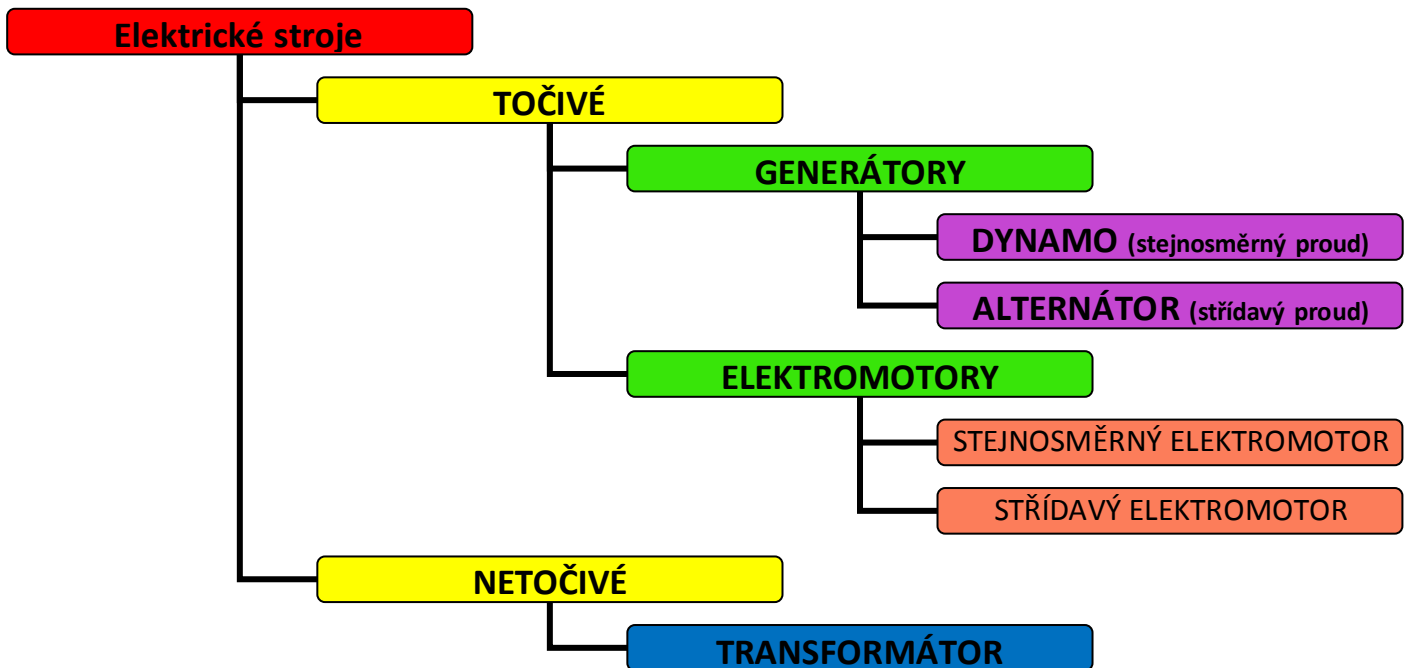 Elektrické stroje
TOČIVÉ
GENERÁTORY
DYNAMO (stejnosměrný proud)
ALTERNÁTOR (střídavý proud)
ELEKTROMOTORY
STEJNOSMĚRNÝ ELEKTROMOTOR
STŘÍDAVÝ ELEKTROMOTOR
NETOČIVÉ
TRANSFORMÁTOR